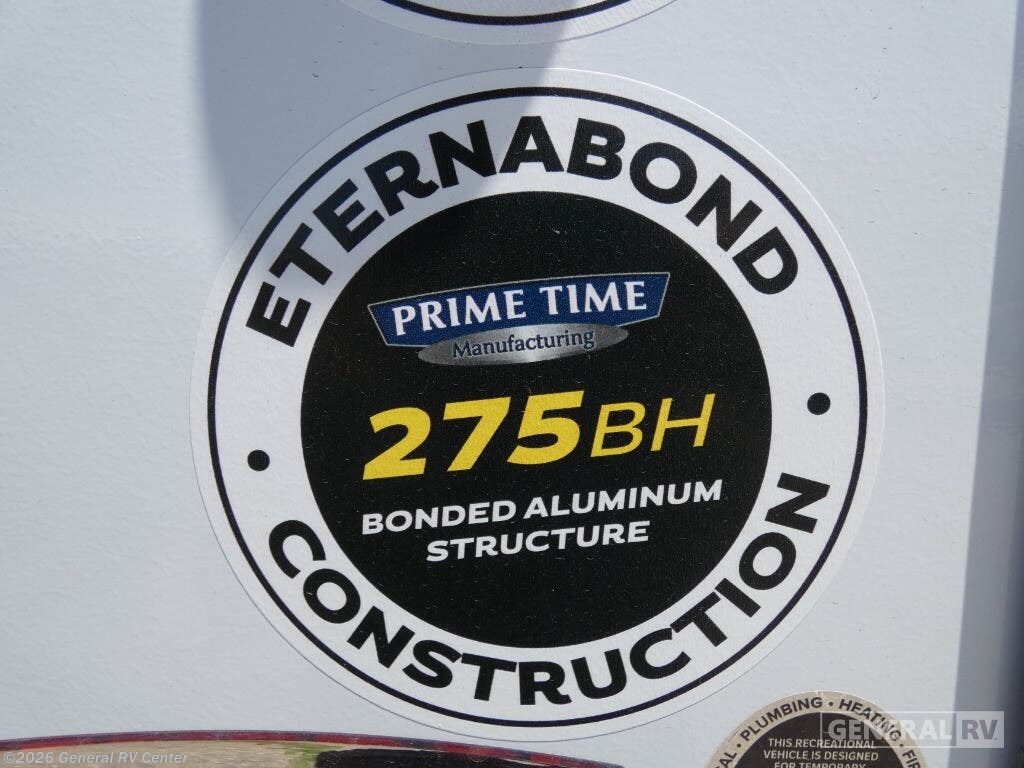 ETERNABOND
PRIME TIME
Manufacturing
275BH
BONDED ALUMINUM
STRUCTURE
CONSTRUCTION
PLUMBING • HEATING •
THIS RECREATIONAL
VEHICLE IS DESIGNED
FOR TEMPORARY
GENERAL RV
©2026 General RV Center